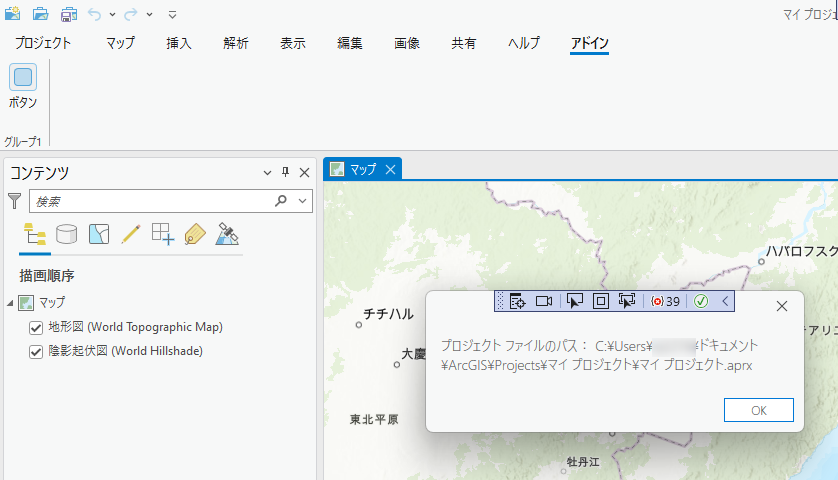 マイ プロジェ
プロジェクト マップ 挿入 解析 表示 編集 画像 共有 ヘルプ アドイン
ボタン
グループ1
コンテンツ
検索
描画順序
マップ
地形図 (World Topographic Map)
陰影起伏図 (World Hillshade)
マップ
ハバロフスク
チチハル
大慶
東北平原
牡丹江
アリユ
39
プロジェクト ファイルのパス： C:¥Users¥ ¥ドキュメント
¥ArcGIS¥Projects¥マイ プロジェクト¥マイ プロジェクト.aprx
OK